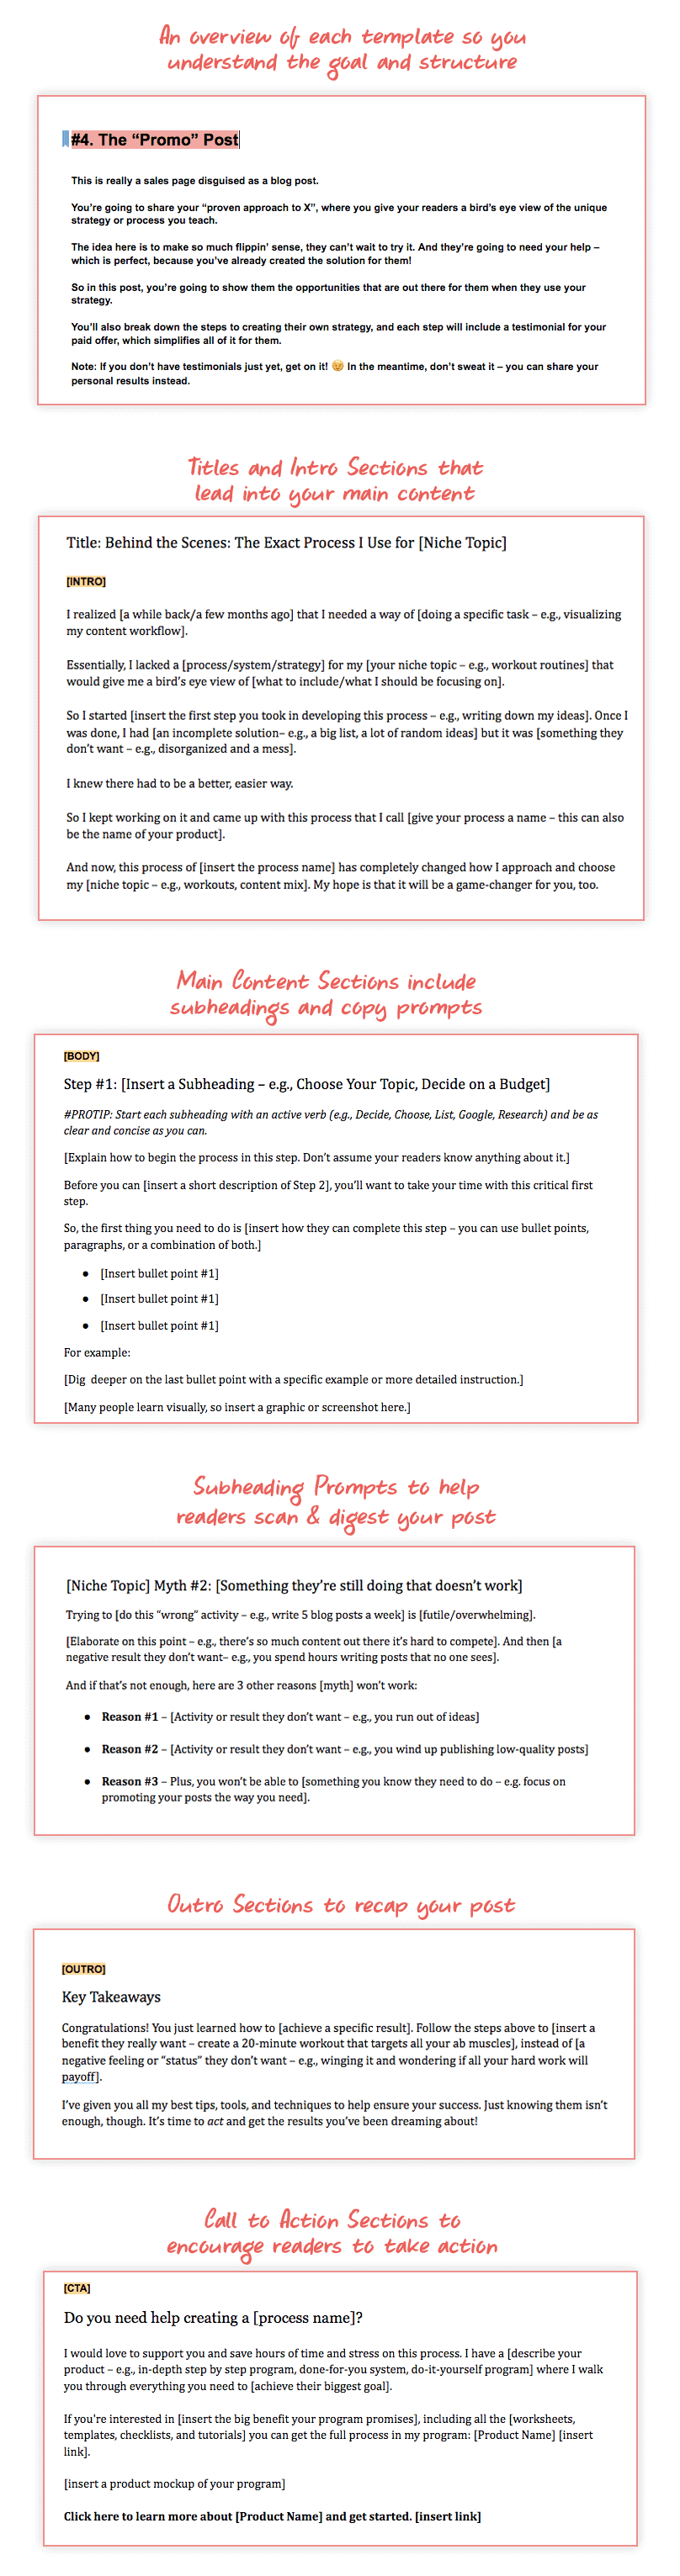 An overview of each template so you
understand the goal and structure
#4. The “Promo” Post
This is really a sales page disguised as a blog post.
You’re going to share your “proven approach to X”, where you give your readers a bird’s eye view of the unique
strategy or process you teach.
The idea here is to make so much flippin’ sense, they can’t wait to try it. And they’re going to need your help –
which is perfect, because you’ve already created the solution for them!
So in this post, you’re going to show them the opportunities that are out there for them when they use your
strategy.
You’ll also break down the steps to creating their own strategy, and each step will include a testimonial for your
paid offer, which simplifies all of it for them.
Note: If you don’t have testimonials just yet, get on it! 😉 In the meantime, don’t sweat it – you can share your
personal results instead.
Titles and Intro Sections that
lead into your main content
Title: Behind the Scenes: The Exact Process I Use for [Niche Topic]
[INTRO]
I realized [a while back/a few months ago] that I needed a way of [doing a specific task – e.g., visualizing
my content workflow].
Essentially, I lacked a [process/system/strategy] for my [your niche topic – e.g., workout routines] that
would give me a bird’s eye view of [what to include/what I should be focusing on].
So I started [insert the first step you took in developing this process – e.g., writing down my ideas]. Once I
was done, I had [an incomplete solution– e.g., a big list, a lot of random ideas] but it was [something they
don’t want – e.g., disorganized and a mess].
I knew there had to be a better, easier way.
So I kept working on it and came up with this process that I call [give your process a name – this can also
be the name of your product].
And now, this process of [insert the process name] has completely changed how I approach and choose
my [niche topic – e.g., workouts, content mix]. My hope is that it will be a game-changer for you, too.
Main Content Sections include
subheadings and copy prompts
[BODY]
Step #1: [Insert a Subheading – e.g., Choose Your Topic, Decide on a Budget]
#PROTIP: Start each subheading with an active verb (e.g., Decide, Choose, List, Google, Research) and be as
clear and concise as you can.
[Explain how to begin the process in this step. Don’t assume your readers know anything about it.]
Before you can [insert a short description of Step 2], you’ll want to take your time with this critical first
step.
So, the first thing you need to do is [insert how they can complete this step – you can use bullet points,
paragraphs, or a combination of both.]
● [Insert bullet point #1]
● [Insert bullet point #1]
● [Insert bullet point #1]
For example:
[Dig deeper on the last bullet point with a specific example or more detailed instruction.]
[Many people learn visually, so insert a graphic or screenshot here.]
Subheading Prompts to help
readers scan & digest your post
[Niche Topic] Myth #2: [Something they’re still doing that doesn’t work]
Trying to [do this “wrong” activity – e.g., write 5 blog posts a week] is [futile/overwhelming].
[Elaborate on this point – e.g., there’s so much content out there it’s hard to compete]. And then [a
negative result they don’t want– e.g., you spend hours writing posts that no one sees].
And if that’s not enough, here are 3 other reasons [myth] won’t work:
● Reason #1 – [Activity or result they don’t want – e.g., you run out of ideas]
● Reason #2 – [Activity or result they don’t want – e.g., you wind up publishing low-quality posts]
● Reason #3 – Plus, you won’t be able to [something you know they need to do – e.g. focus on
promoting your posts the way you need].
Outro Sections to recap your post
[OUTRO]
Key Takeaways
Congratulations! You just learned how to [achieve a specific result]. Follow the steps above to [insert a
benefit they really want – create a 20-minute workout that targets all your ab muscles], instead of [a
negative feeling or “status” they don’t want – e.g., winging it and wondering if all your hard work will
payoff].
I’ve given you all my best tips, tools, and techniques to help ensure your success. Just knowing them isn’t
enough, though. It’s time to act and get the results you’ve been dreaming about!
Call to Action Sections to
encourage readers to take action
[CTA]
Do you need help creating a [process name]?
I would love to support you and save hours of time and stress on this process. I have a [describe your
product – e.g., in-depth step by step program, done-for-you system, do-it-yourself program] where I walk
you through everything you need to [achieve their biggest goal].
If you're interested in [insert the big benefit your program promises], including all the [worksheets,
templates, checklists, and tutorials] you can get the full process in my program: [Product Name] [insert
link].
[insert a product mockup of your program]
Click here to learn more about [Product Name] and get started. [insert link]